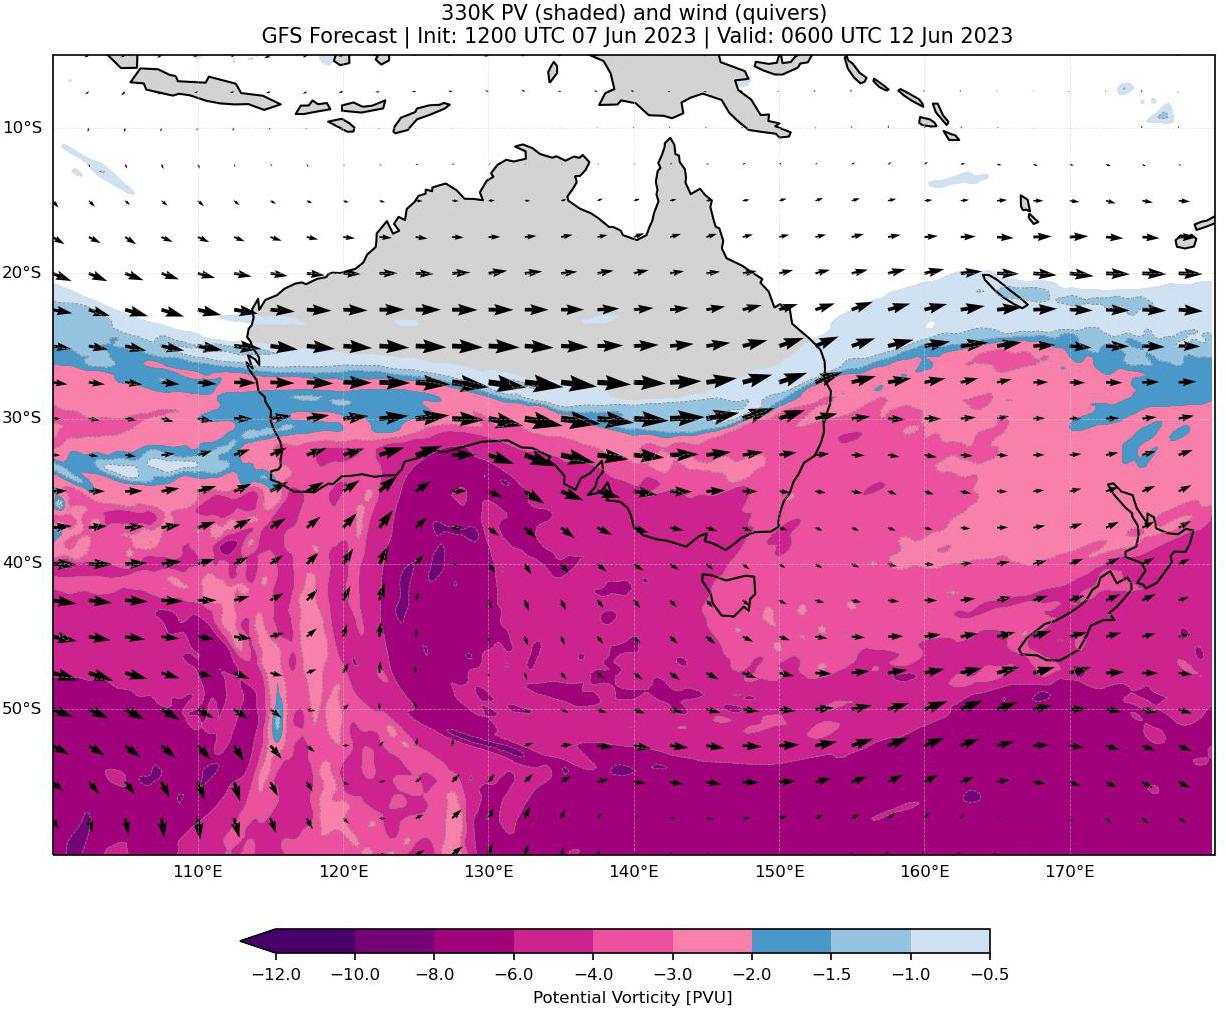 330K PV (shaded) and wind (quivers)
GFS Forecast | Init: 1200 UTC 07 Jun 2023 | Valid: 0600 UTC 12 Jun 2023
10°S
20°S
30°S
40°S
50°S
110°E 120°E 130°E 140°E 150°E 160°E 170°E
−12.0 −10.0 −8.0 −6.0 −4.0 −3.0 −2.0 −1.5 −1.0 −0.5
Potential Vorticity [PVU]